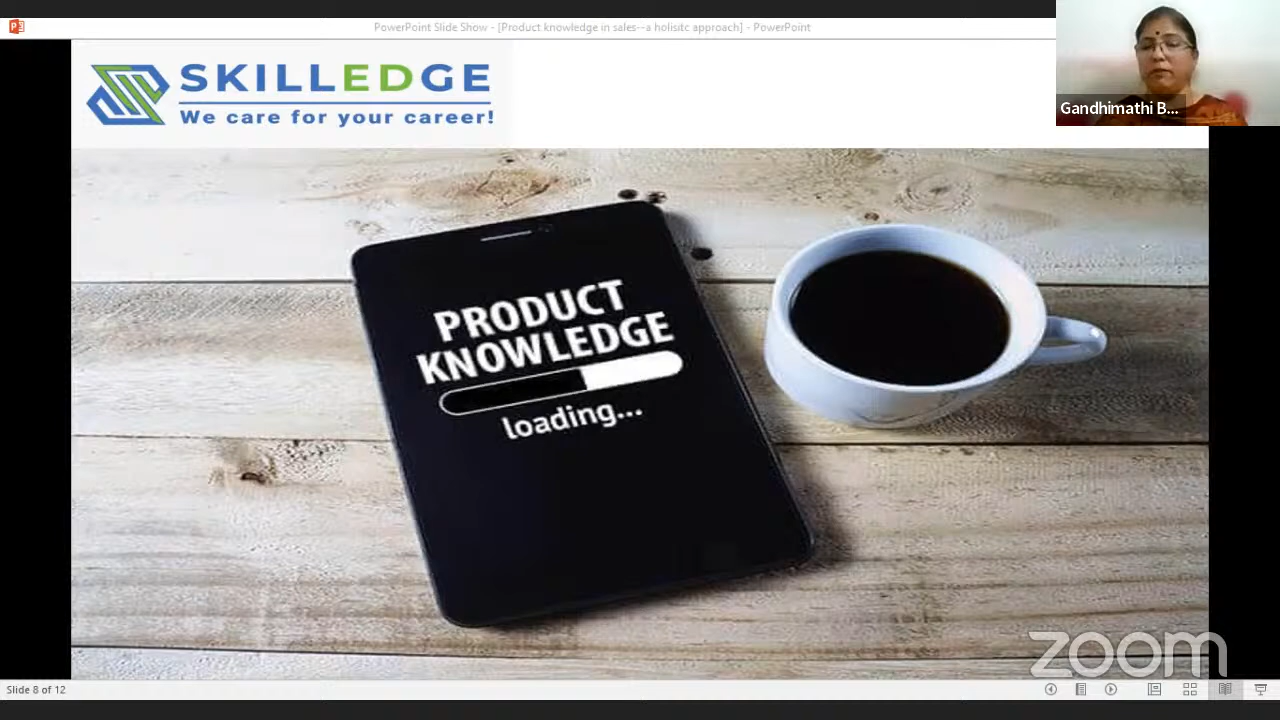 PowerPoint Slide Show - [Product knowledge in sales--a holisitc approach] - PowerPoint
Gandhimathi B...
SKILLEDGE
We care for your career!
PRODUCT
KNOWLEDGE
loading...
zoom
Slide 8 of 12